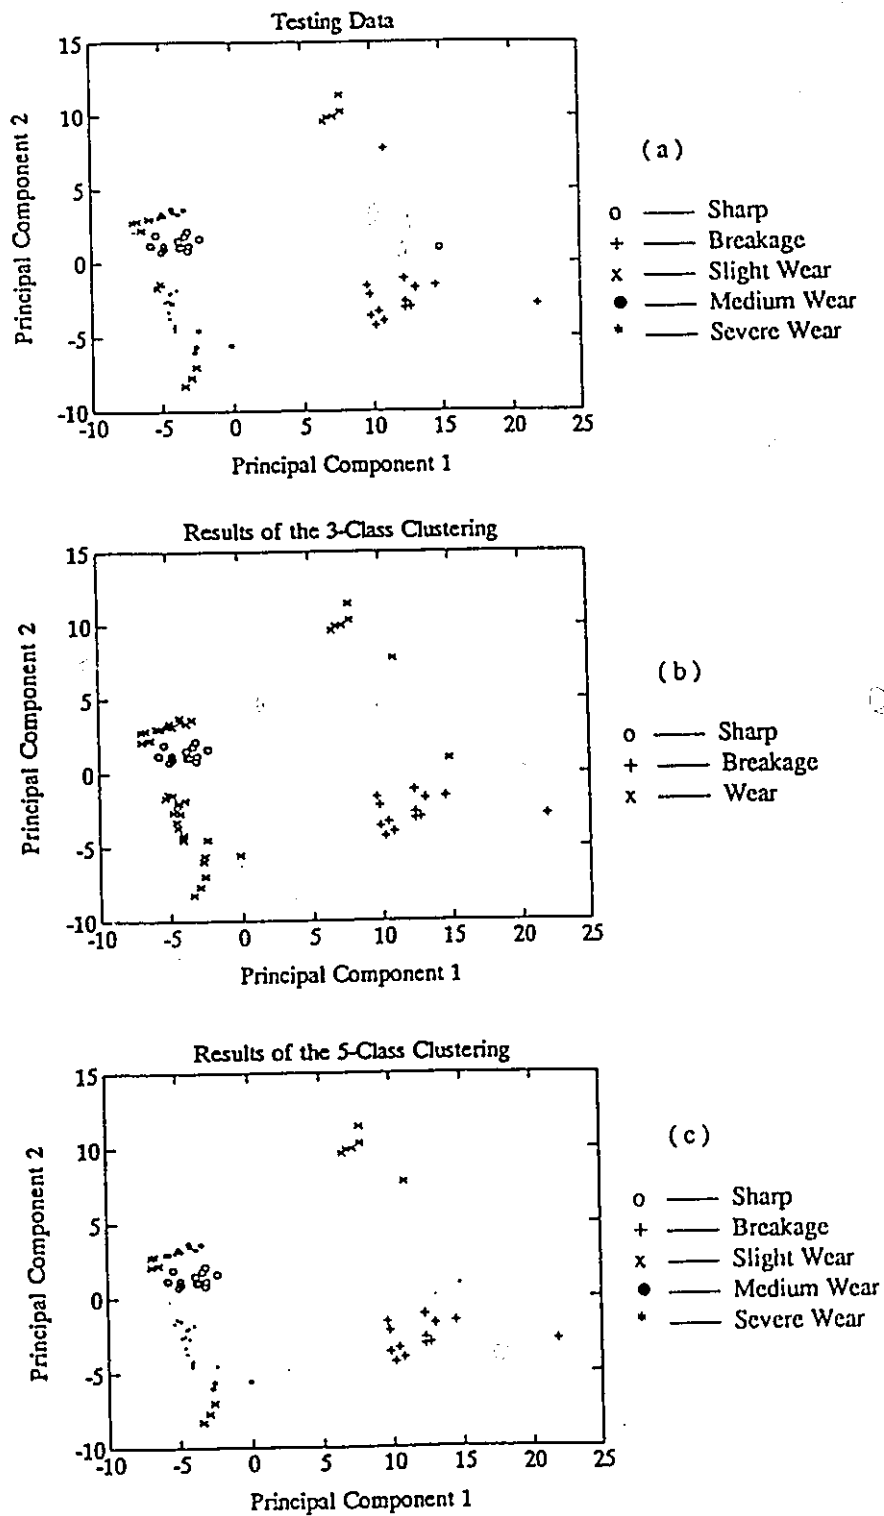 Testing Data
15
10
5
0
-5
-10
-10 -5 0 5 10 15 20 25
Principal Component 2
Principal Component 1
(a)
o — Sharp
+ — Breakage
x — Slight Wear
● — Medium Wear
* — Severe Wear
Results of the 3-Class Clustering
15
10
5
0
-5
-10
-10 -5 0 5 10 15 20 25
Principal Component 2
Principal Component 1
(b)
o — Sharp
+ — Breakage
x — Wear
Results of the 5-Class Clustering
15
10
5
0
-5
-10
-10 -5 0 5 10 15 20 25
Principal Component 2
Principal Component 1
(c)
o — Sharp
+ — Breakage
x — Slight Wear
● — Medium Wear
* — Severe Wear